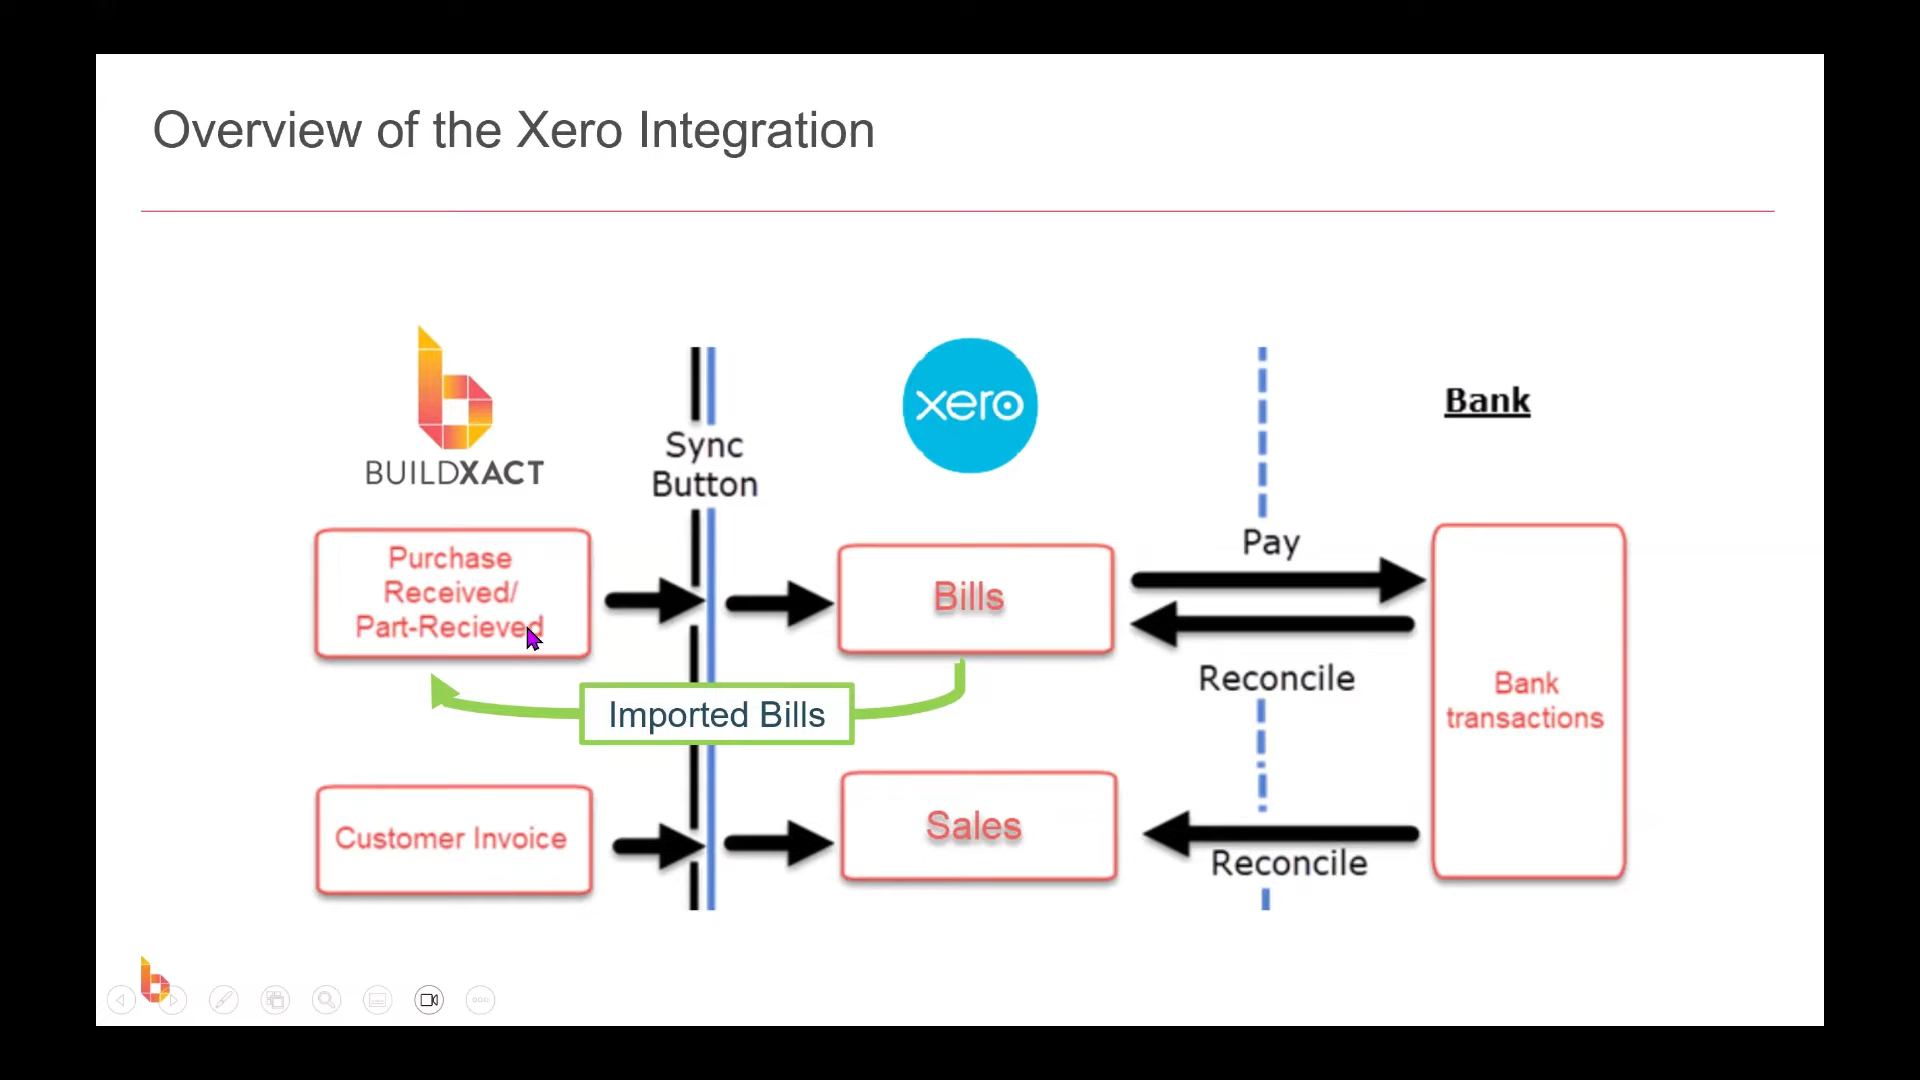 Overview of the Xero Integration
BUILDXACT
Sync
Button
xero
Bank
Purchase
Received/
Part-Recieved
Bills
Pay
Reconcile
Bank
transactions
Imported Bills
Customer Invoice
Sales
Reconcile